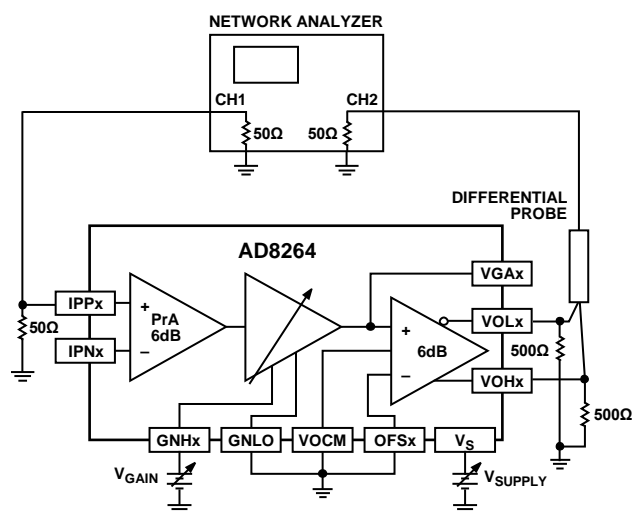 NETWORK ANALYZER
CH1
CH2
50Ω
50Ω
DIFFERENTIAL
PROBE
AD8264
IPPx
+
PrA
6dB
−
IPNx
50Ω
VGAx
VOLx
+
6dB
−
VOHx
500Ω
500Ω
GNHx
GNLO
VOCM
OFSx
VS
VGAIN
VSUPPLY